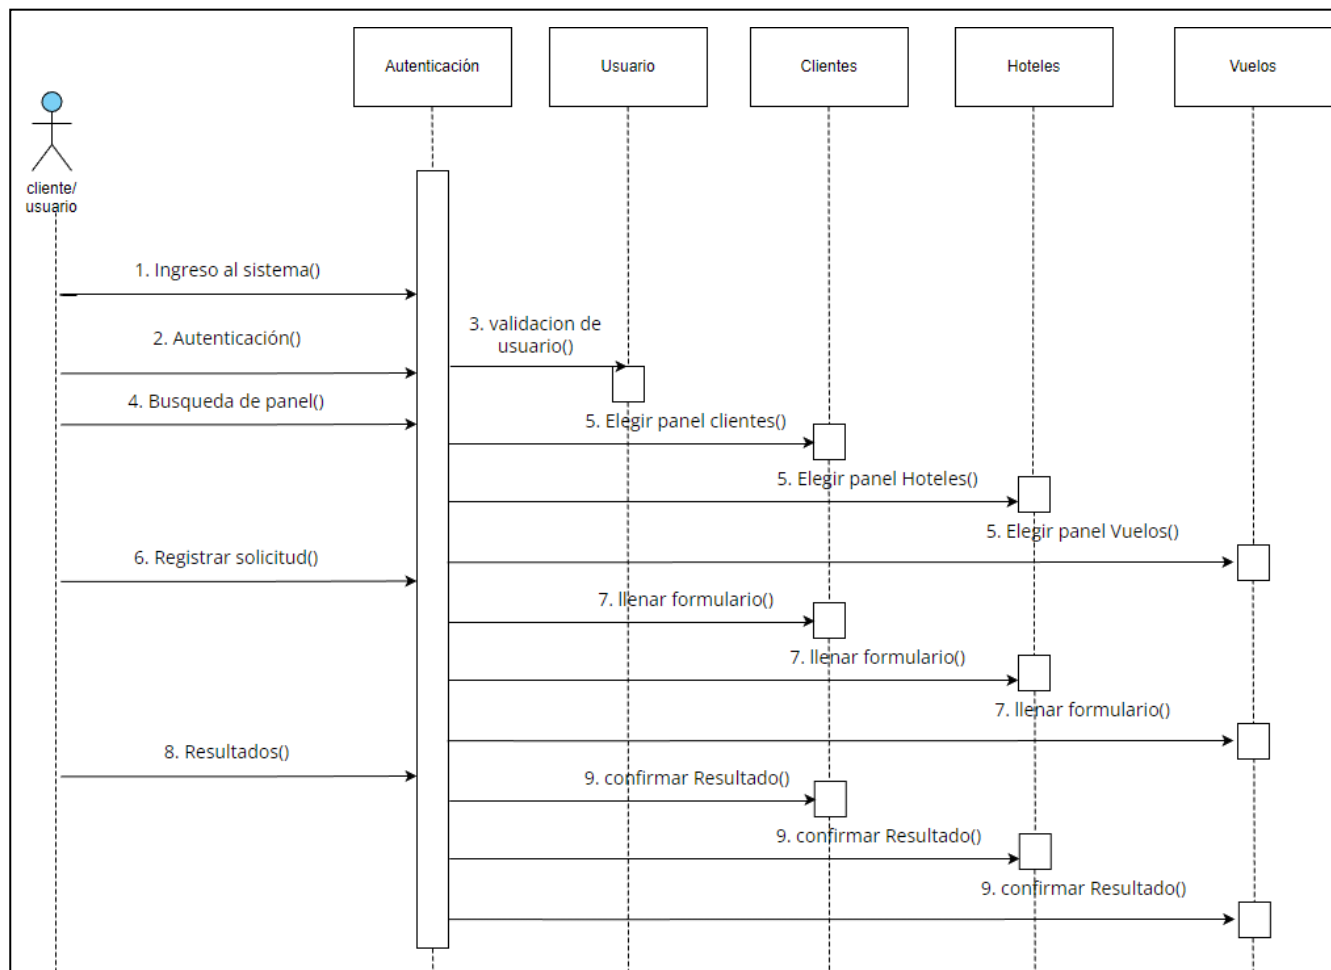 Autenticación
Usuario
Clientes
Hoteles
Vuelos
cliente/
usuario
1. Ingreso al sistema()
2. Autenticación()
3. validacion de
usuario()
4. Busqueda de panel()
5. Elegir panel clientes()
5. Elegir panel Hoteles()
5. Elegir panel Vuelos()
6. Registrar solicitud()
7. llenar formulario()
7. llenar formulario()
7. llenar formulario()
8. Resultados()
9. confirmar Resultado()
9. confirmar Resultado()
9. confirmar Resultado()